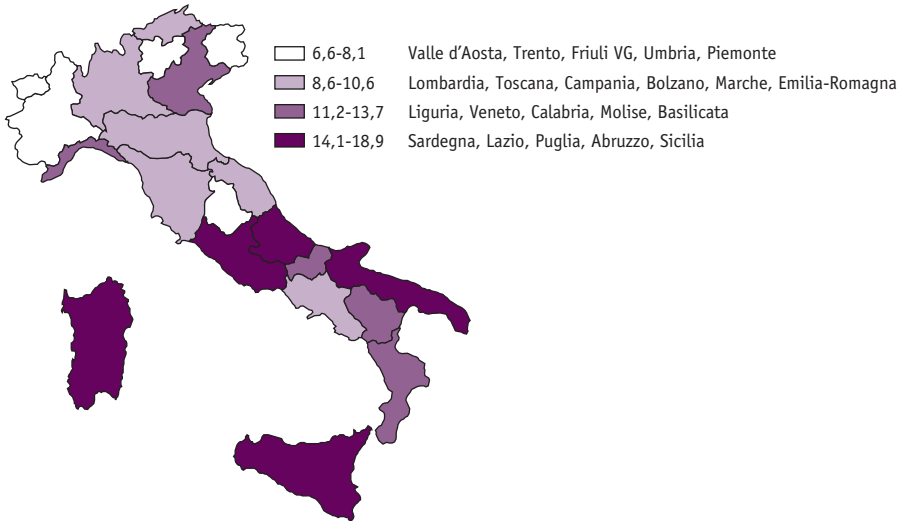 6,6-8,1 Valle d'Aosta, Trento, Friuli VG, Umbria, Piemonte
8,6-10,6 Lombardia, Toscana, Campania, Bolzano, Marche, Emilia-Romagna
11,2-13,7 Liguria, Veneto, Calabria, Molise, Basilicata
14,1-18,9 Sardegna, Lazio, Puglia, Abruzzo, Sicilia